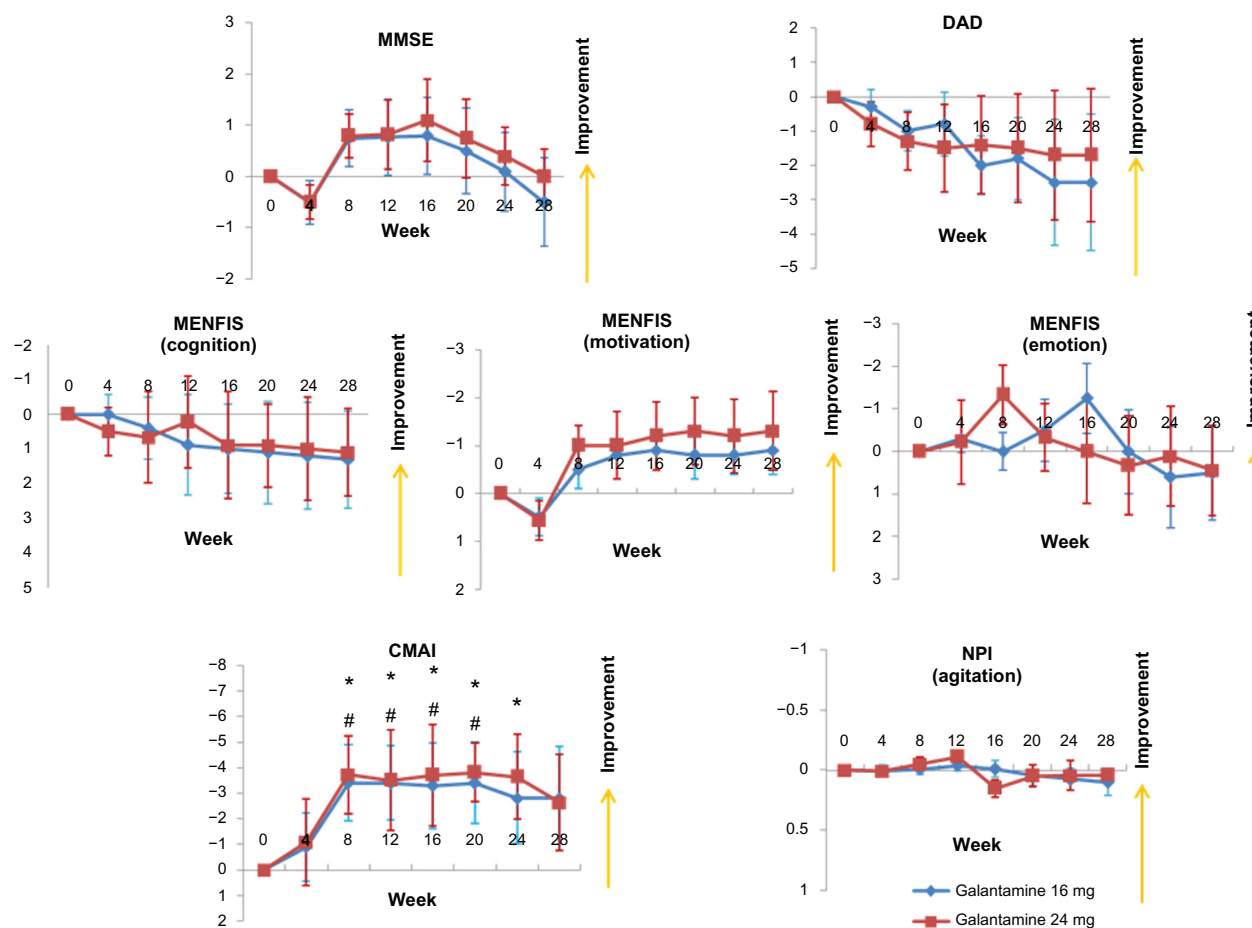 MMSE
3
2
1
0
−1
−2
0 4 8 12 16 20 24 28
Week
Improvement
DAD
2
1
0
−1
−2
−3
−4
−5
0 4 8 12 16 20 24 28
Week
Improvement
MENFIS
(cognition)
−2
−1
0
1
2
3
4
5
0 4 8 12 16 20 24 28
Week
Improvement
MENFIS
(motivation)
−3
−2
−1
0
1
2
0 4 8 12 16 20 24 28
Week
Improvement
MENFIS
(emotion)
−3
−2
−1
0
1
2
3
0 4 8 12 16 20 24 28
Week
Improvement
CMAI
−8
−7
−6
−5
−4
−3
−2
−1
0
1
2
* * * * *
# # # #
0 4 8 12 16 20 24 28
Week
Improvement
NPI
(agitation)
−1
−0.5
0
0.5
1
0 4 8 12 16 20 24 28
Week
Improvement
Galantamine 16 mg
Galantamine 24 mg